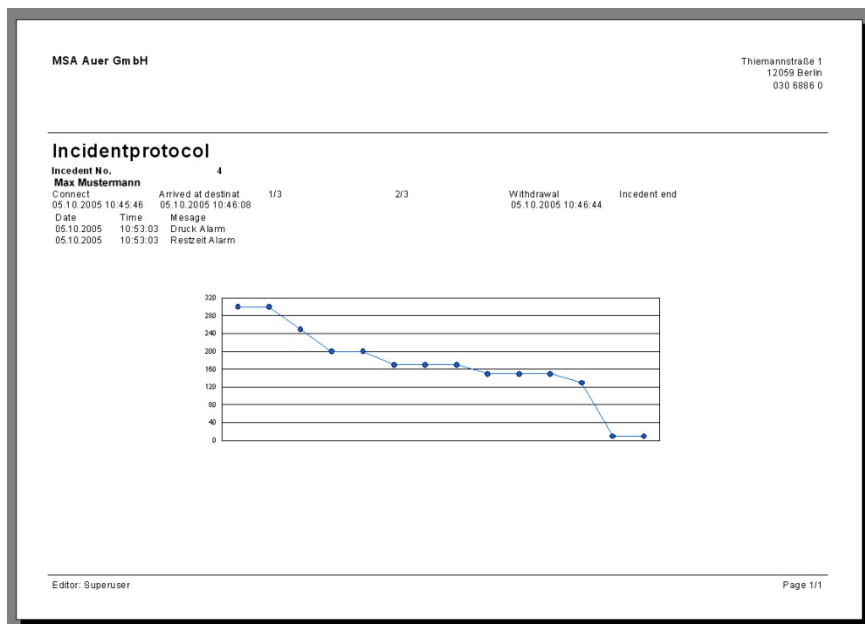 MSA Auer GmbH
Thiemannstraße 1
12059 Berlin
030 6886 0
Incidentprotocol
Incedent No. 4
Max Mustermann
Connect Arrived at destinat 1/3 2/3 Withdrawal Incedent end
05.10.2005 10:45:46 05.10.2005 10:46:08 05.10.2005 10:46:44
Date Time Mesage
05.10.2005 10:53:03 Druck Alarm
05.10.2005 10:53:03 Restzeit Alarm
320
280
240
200
160
120
80
40
0
Editor: Superuser Page 1/1